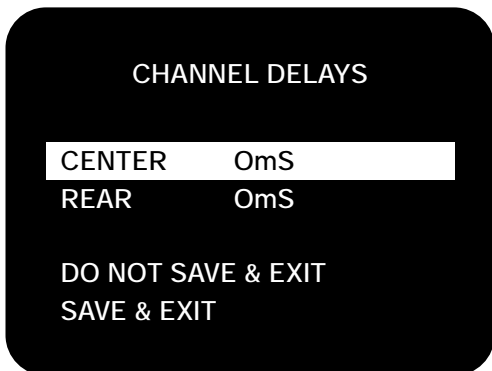 CHANNEL DELAYS
CENTER OmS
REAR OmS
DO NOT SAVE & EXIT
SAVE & EXIT